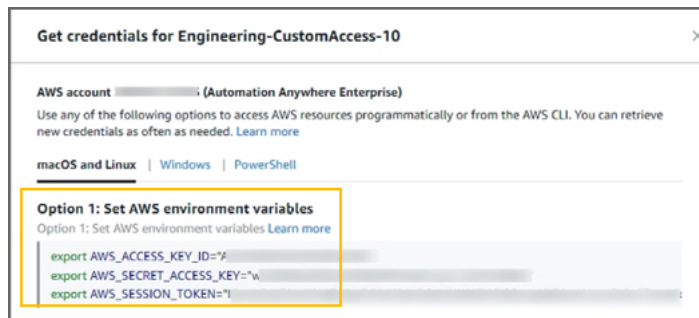 Get credentials for Engineering-CustomAccess-10
AWS account (Automation Anywhere Enterprise)
Use any of the following options to access AWS resources programmatically or from the AWS CLI. You can retrieve
new credentials as often as needed. Learn more
macOS and Linux | Windows | PowerShell
Option 1: Set AWS environment variables
Option 1: Set AWS environment variables Learn more
export AWS_ACCESS_KEY_ID="A
export AWS_SECRET_ACCESS_KEY="w
export AWS_SESSION_TOKEN="I